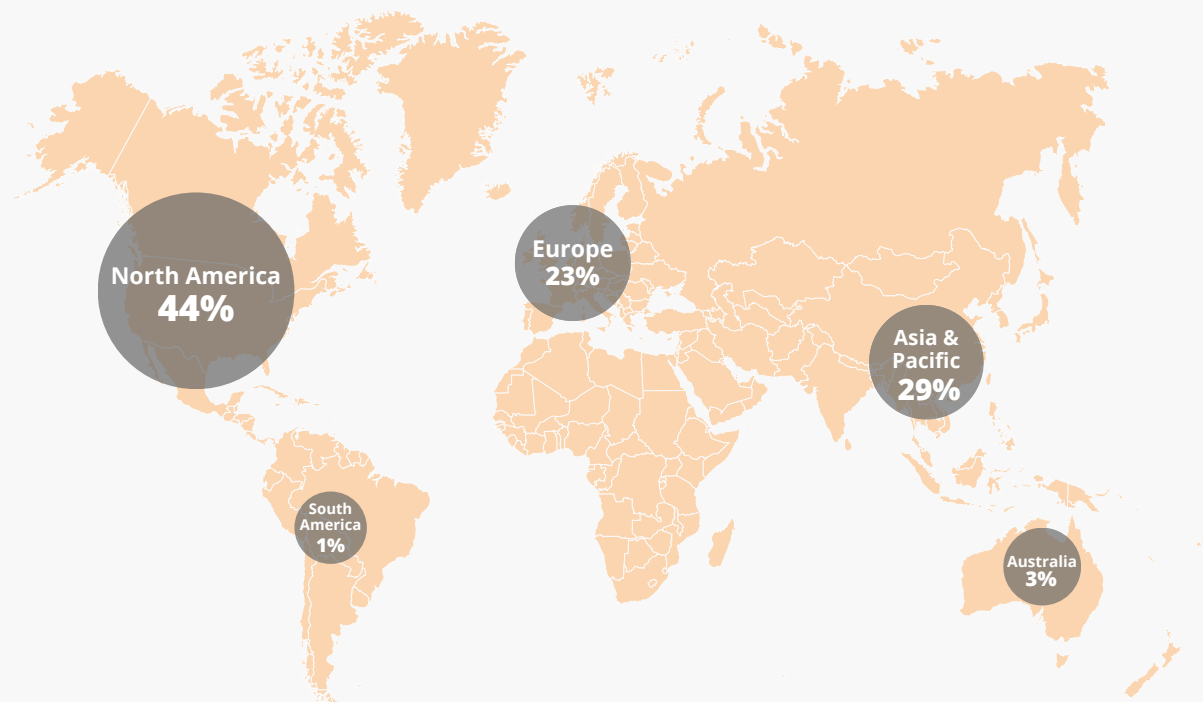 North America
44%
Europe
23%
Asia &
Pacific
29%
South
America
1%
Australia
3%